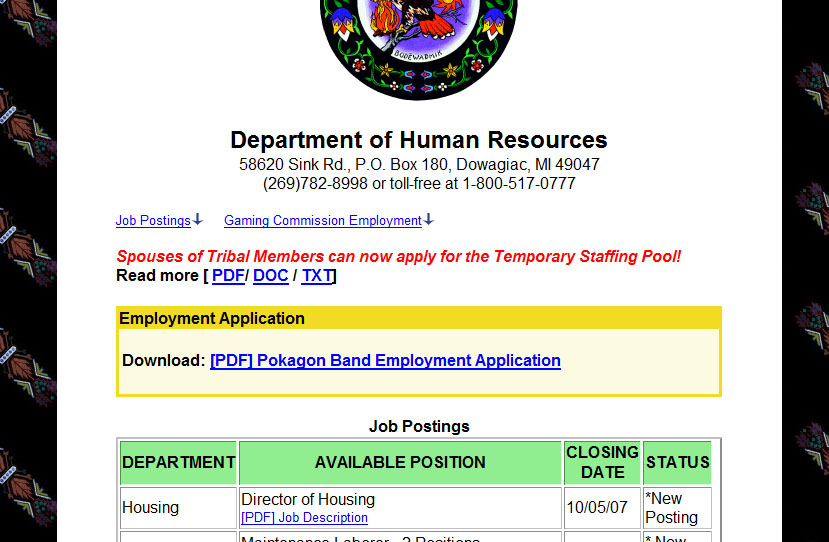 BODEWADMIK
Department of Human Resources
58620 Sink Rd., P.O. Box 180, Dowagiac, MI 49047
(269)782-8998 or toll-free at 1-800-517-0777
Job Postings Gaming Commission Employment
Spouses of Tribal Members can now apply for the Temporary Staffing Pool!
Read more [ PDF/ DOC / TXT]
Employment Application
Download: [PDF] Pokagon Band Employment Application
Job Postings
DEPARTMENT AVAILABLE POSITION CLOSING DATE STATUS
Housing
Director of Housing
[PDF] Job Description
10/05/07
*New
Posting
Maintenance Laborer - 2 Positions
* New